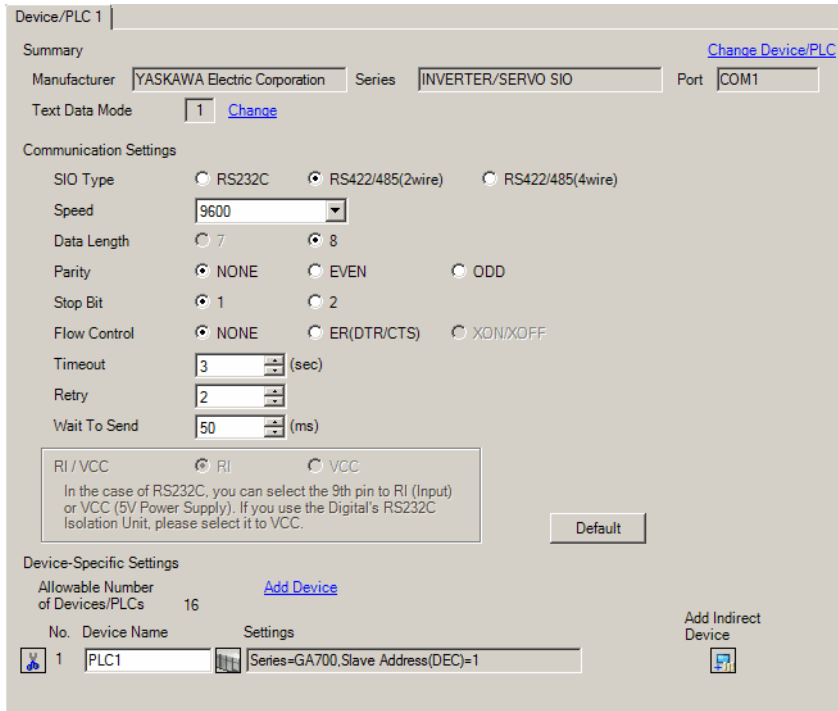 Device/PLC 1
Summary
Change Device/PLC
Manufacturer YASKAWA Electric Corporation Series INVERTER/SERVO SIO Port COM1
Text Data Mode 1 Change
Communication Settings
SIO Type RS232C RS422/485(2wire) RS422/485(4wire)
Speed 9600
Data Length 7 8
Parity NONE EVEN ODD
Stop Bit 1 2
Flow Control NONE ER(DTR/CTS) XON/XOFF
Timeout 3 (sec)
Retry 2
Wait To Send 50 (ms)
RI / VCC RI VCC
In the case of RS232C, you can select the 9th pin to RI (Input)
or VCC (5V Power Supply). If you use the Digital's RS232C
Isolation Unit, please select it to VCC.
Default
Device-Specific Settings
Allowable Number
of Devices/PLCs 16
Add Device
Add Indirect
Device
No. Device Name Settings
1 PLC1 Series=GA700,Slave Address(DEC)=1